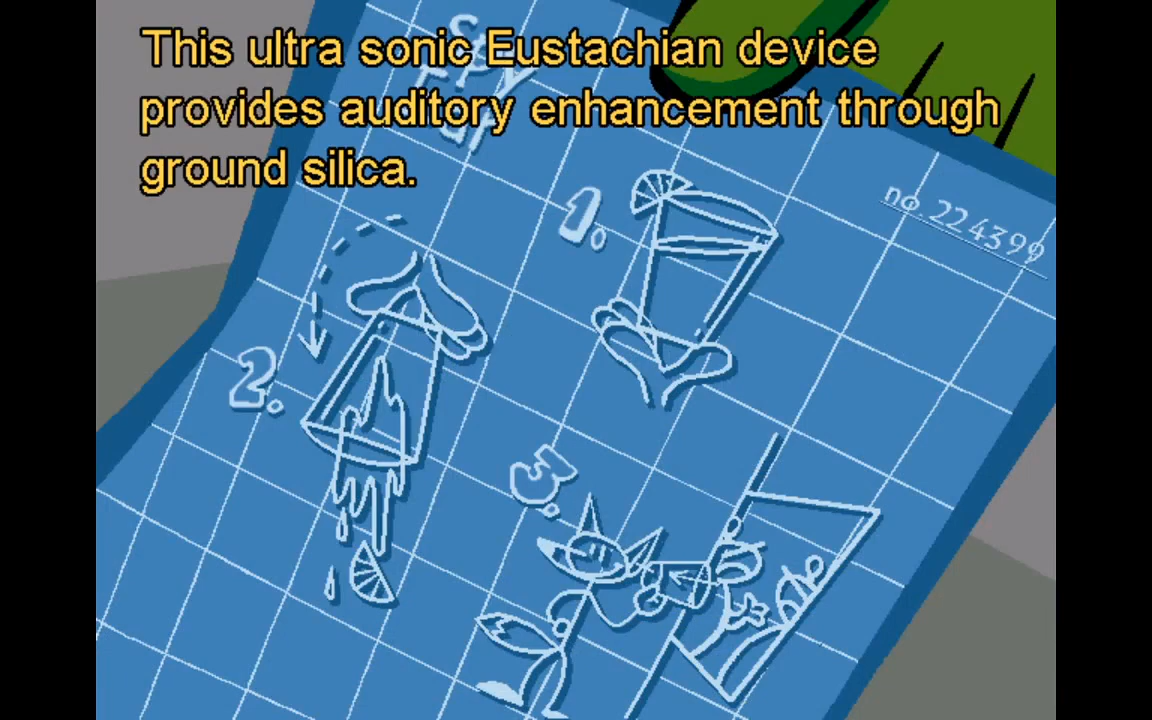 This ultra sonic Eustachian device
provides auditory enhancement through
ground silica.
no. 224399
1.
2.
3.